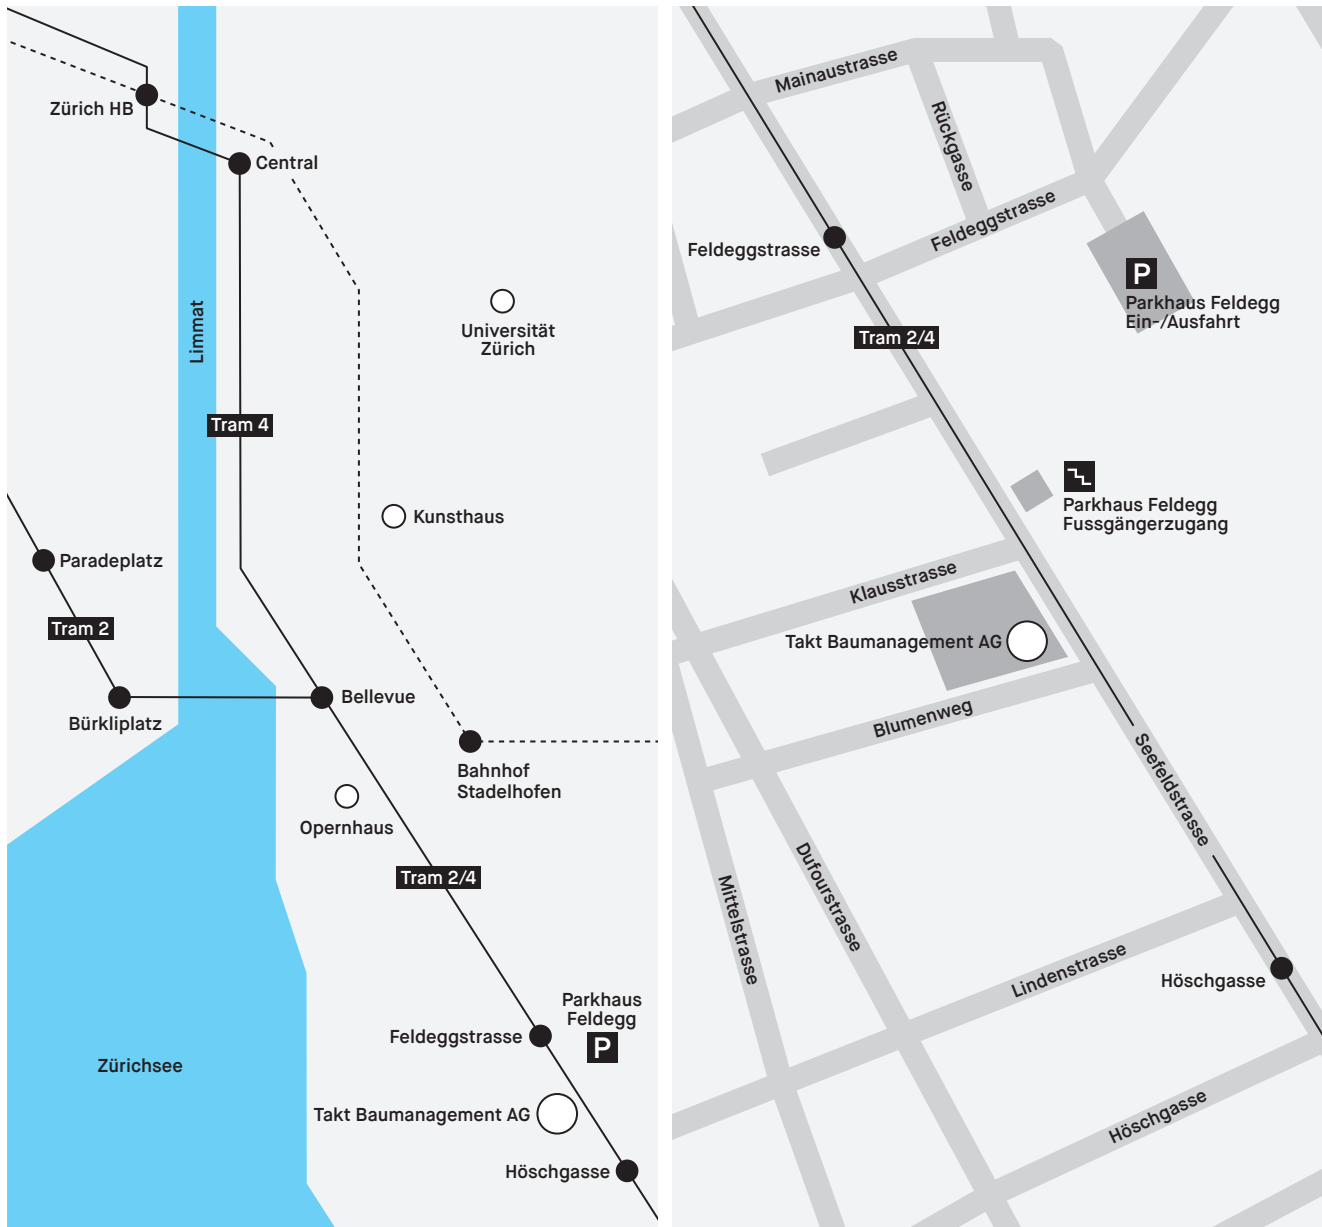 Zürich HB
Central
Limmat
Universität
Zürich
Tram 4
Kunsthaus
Paradeplatz
Tram 2
Bürkliplatz
Bellevue
Bahnhof
Stadelhofen
Opernhaus
Tram 2/4
Parkhaus
Feldegg
P
Feldeggstrasse
Zürichsee
Takt Baumanagement AG
Höschgasse
Mainaustrasse
Rückgasse
Feldeggstrasse
Feldeggstrasse
P
Parkhaus Feldegg
Ein-/Ausfahrt
Tram 2/4
Parkhaus Feldegg
Fussgängerzugang
Klausstrasse
Takt Baumanagement AG
Blumenweg
Seefeldstrasse
Dufourstrasse
Mittelstrasse
Lindenstrasse
Höschgasse
Höschgasse